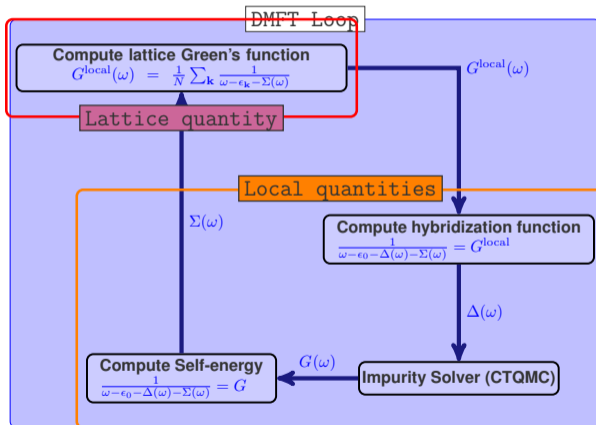 DMFT Loop
Compute lattice Green's function
G^local(ω) = 1/N ∑_k 1/(ω−ϵ_k−Σ(ω))
G^local(ω)
Lattice quantity
Local quantities
Σ(ω)
Compute hybridization function
1/(ω−ϵ_0−Δ(ω)−Σ(ω)) = G^local
Δ(ω)
Compute Self-energy
1/(ω−ϵ_0−Δ(ω)−Σ(ω)) = G
G(ω)
Impurity Solver (CTQMC)